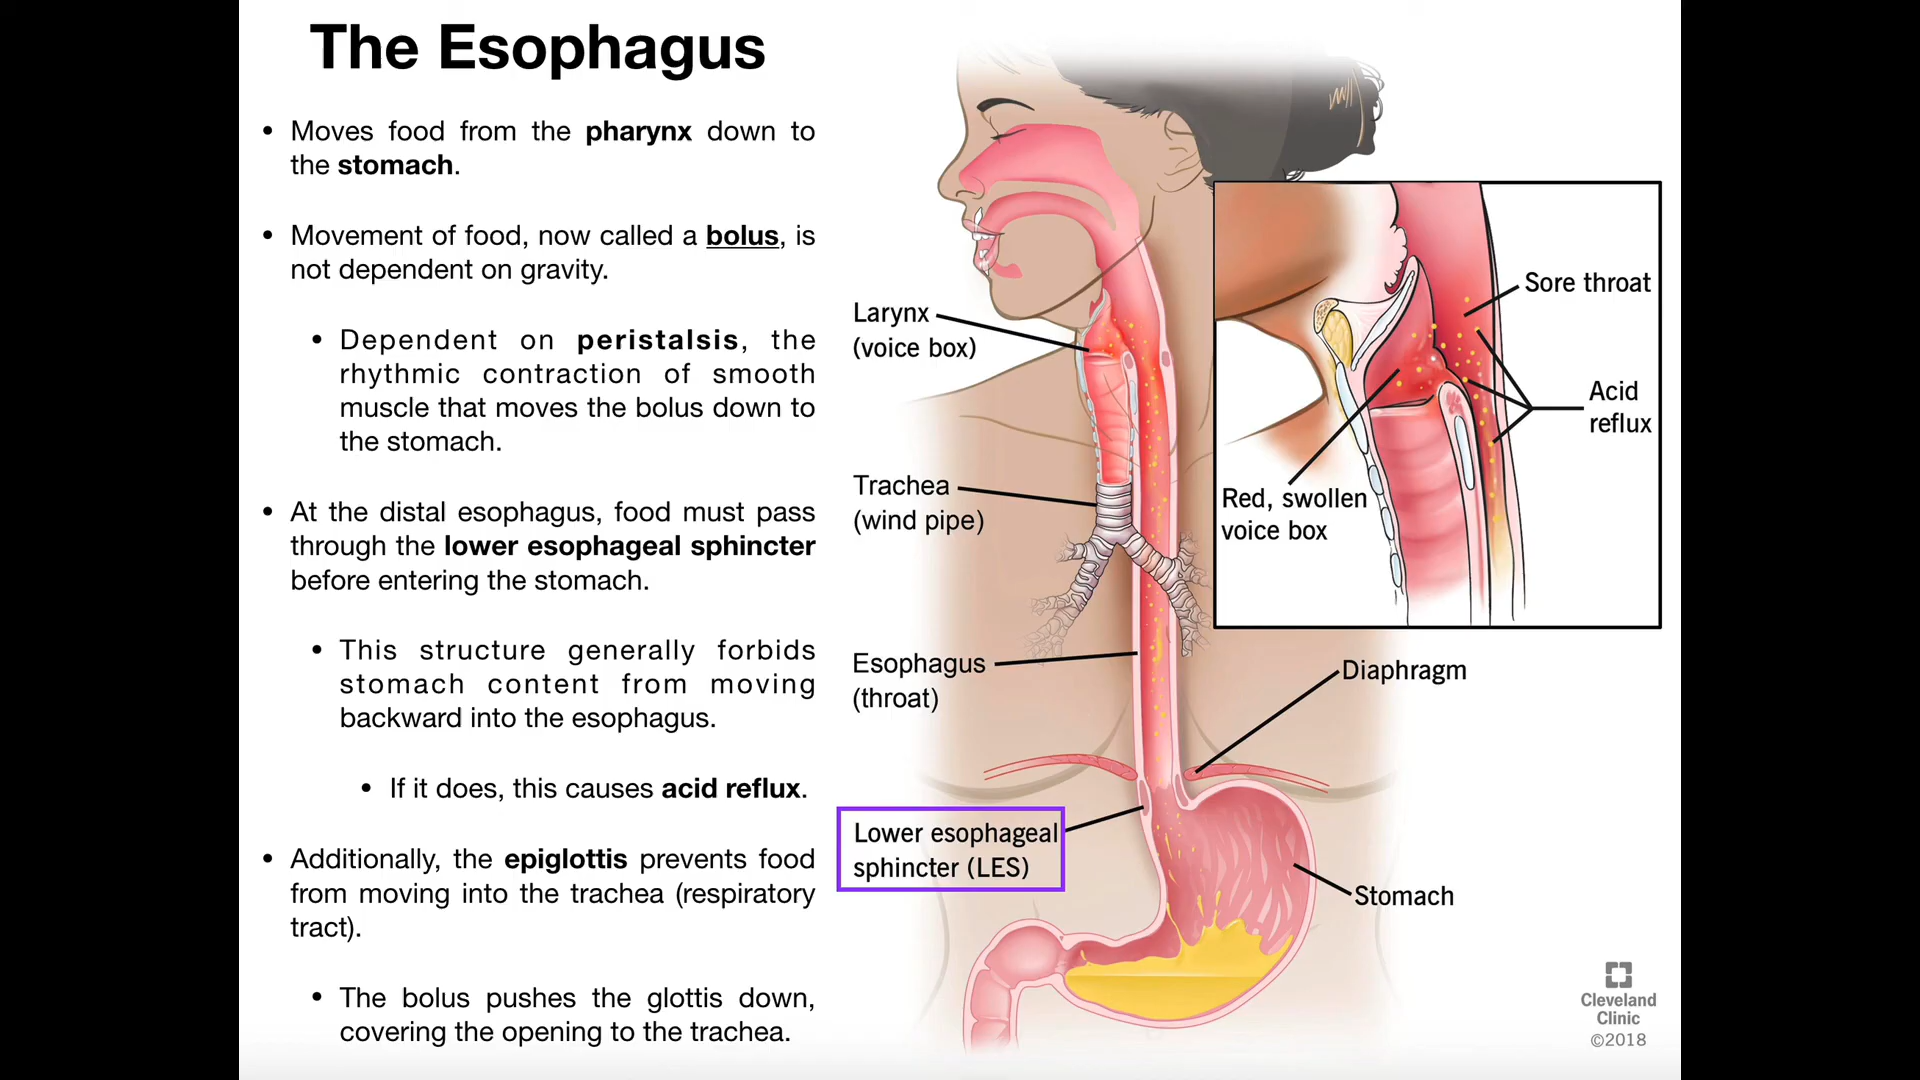 The Esophagus
• Moves food from the pharynx down to
the stomach.
• Movement of food, now called a bolus, is
not dependent on gravity.
• Dependent on peristalsis, the
rhythmic contraction of smooth
muscle that moves the bolus down to
the stomach.
• At the distal esophagus, food must pass
through the lower esophageal sphincter
before entering the stomach.
• This structure generally forbids
stomach content from moving
backward into the esophagus.
• If it does, this causes acid reflux.
• Additionally, the epiglottis prevents food
from moving into the trachea (respiratory
tract).
• The bolus pushes the glottis down,
covering the opening to the trachea.
Larynx
(voice box)
Trachea
(wind pipe)
Esophagus
(throat)
Lower esophageal
sphincter (LES)
Sore throat
Acid
reflux
Red, swollen
voice box
Diaphragm
Stomach
Cleveland
Clinic
©2018